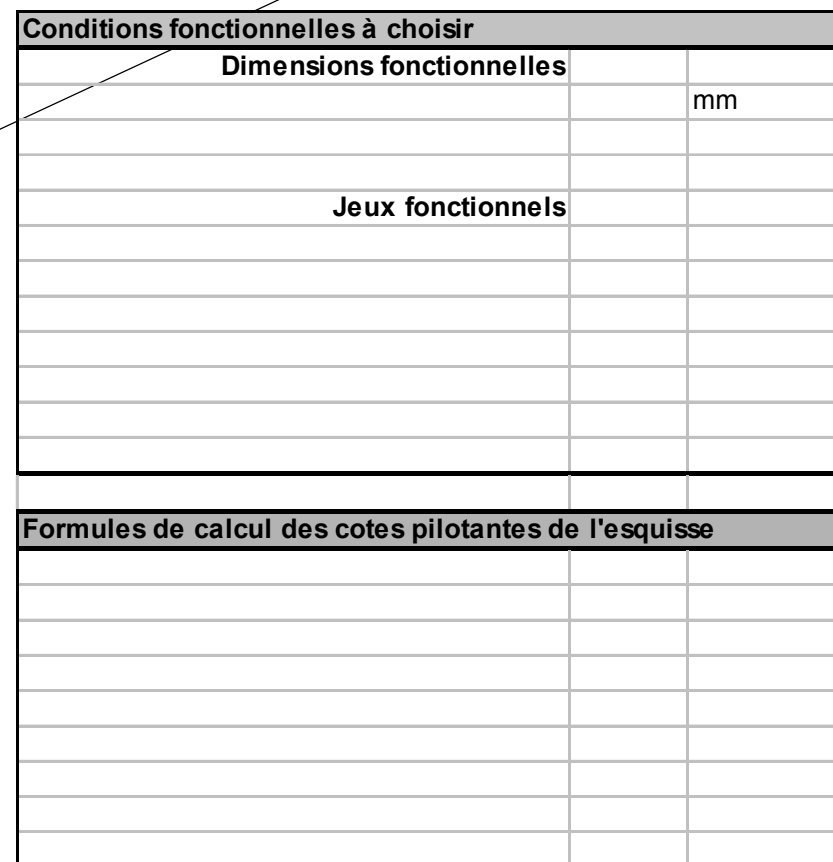 Conditions fonctionnelles à choisir
Dimensions fonctionnelles
mm
Jeux fonctionnels
Formules de calcul des cotes pilotantes de l'esquisse